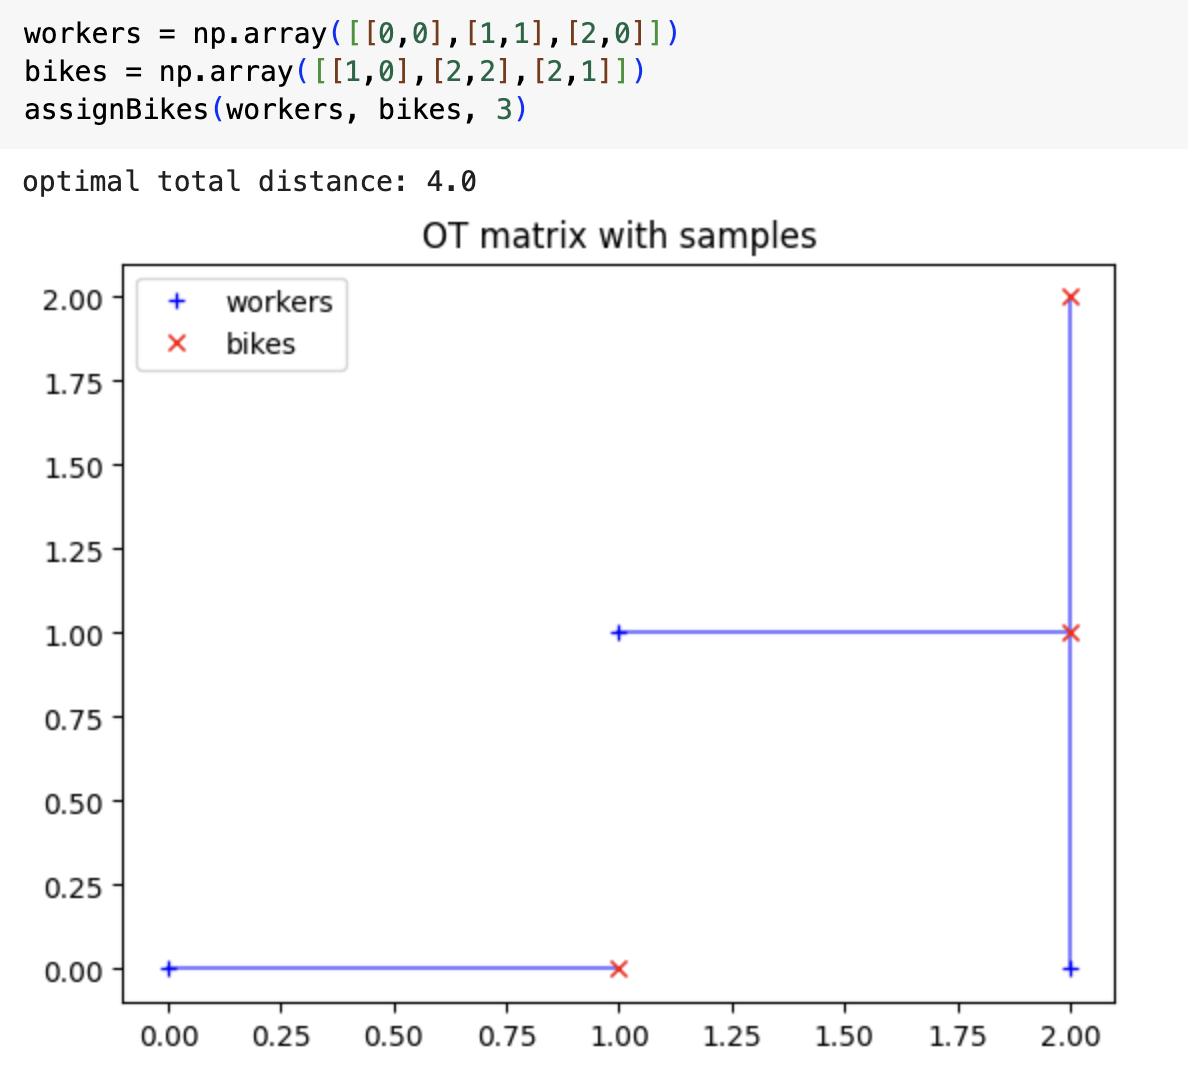 workers = np.array([[0,0],[1,1],[2,0]])
bikes = np.array([[1,0],[2,2],[2,1]])
assignBikes(workers, bikes, 3)
optimal total distance: 4.0
OT matrix with samples
workers
bikes
2.00
1.75
1.50
1.25
1.00
0.75
0.50
0.25
0.00
0.00 0.25 0.50 0.75 1.00 1.25 1.50 1.75 2.00